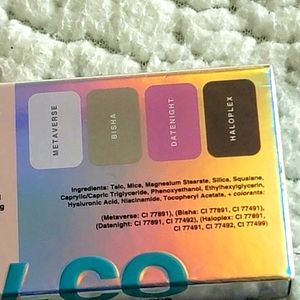 METAVERSE
BISHA
DATENIGHT
HALOPLEX
Ingredients: Talc, Mica, Magnesium Stearate, Silica, Squalane,
Caprylic/Capric Triglyceride, Phenoxyethanol, Ethylhexylglycerin,
Hyaluronic Acid, Niacinamide, Tocopheryl Acetate, + colorants.
(Metaverse: CI 77891), (Bisha: CI 77891, CI 77491),
(Datenight: CI 77891, CI 77492), (Haloplex: CI 77891,
CI 77491, CI 77492, CI 77499)
CO